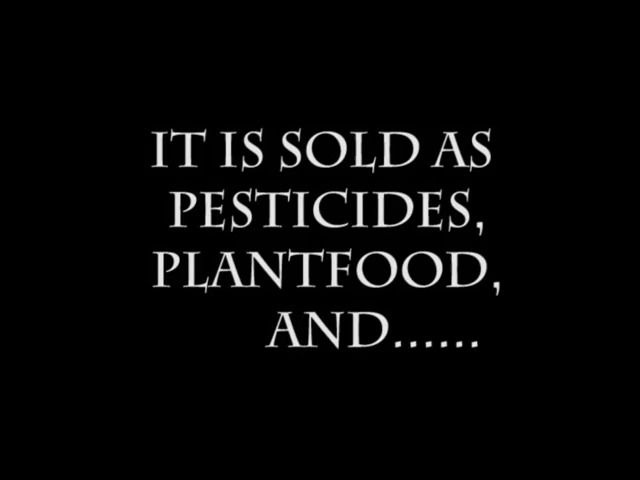 IT IS SOLD AS
PESTICIDES,
PLANTFOOD,
AND......